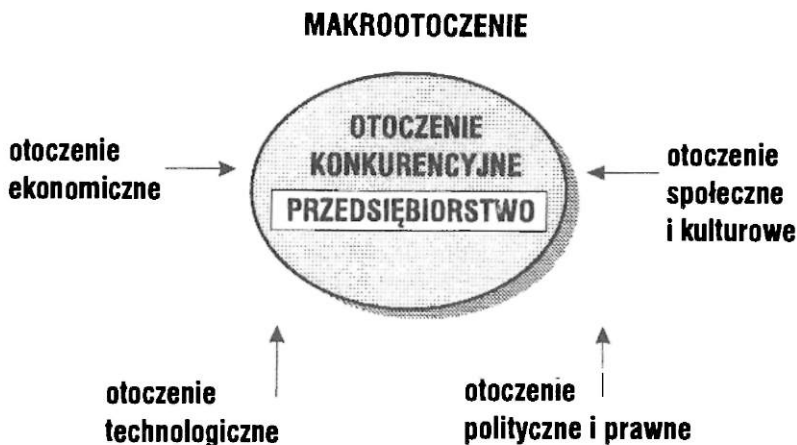 MAKROOTOCZENIE
OTOCZENIE
KONKURENCYJNE
PRZEDSIĘBIORSTWO
otoczenie
ekonomiczne
otoczenie
społeczne
i kulturowe
otoczenie
technologiczne
otoczenie
polityczne i prawne